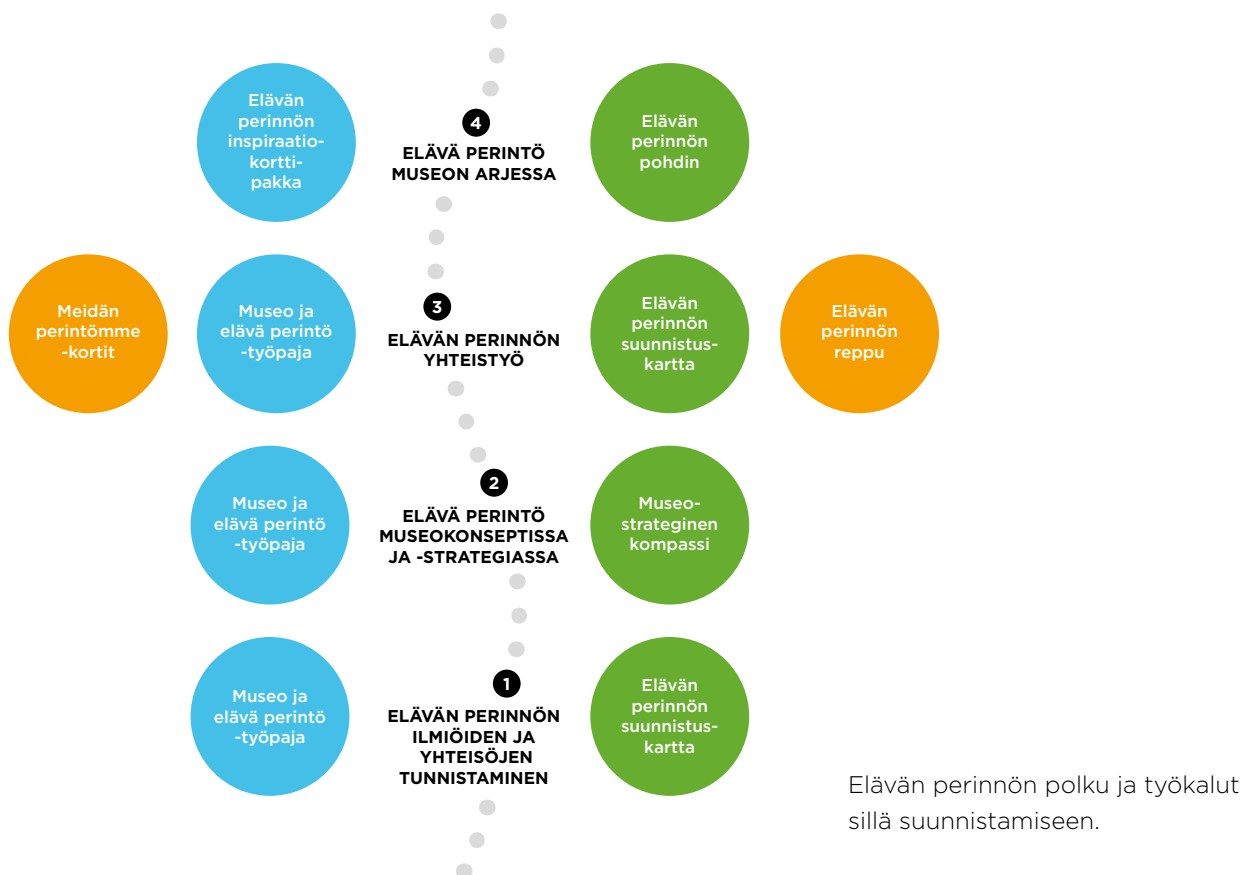 Elävän
perinnön
inspiraatio-
kortti-
pakka
4
ELÄVÄ PERINTÖ
MUSEON ARJESSA
Elävän
perinnön
pohdin
Meidän
perintömme
-kortit
Museo ja
elävä perintö
-työpaja
3
ELÄVÄN PERINNÖN
YHTEISTYÖ
Elävän
perinnön
suunnistus-
kartta
Elävän
perinnön
reppu
Museo ja
elävä perintö
-työpaja
2
ELÄVÄ PERINTÖ
MUSEOKONSEPTISSA
JA -STRATEGIASSA
Museo-
strateginen
kompassi
Museo ja
elävä perintö
-työpaja
1
ELÄVÄN PERINNÖN
ILMIÖIDEN JA
YHTEISÖJEN
TUNNISTAMINEN
Elävän
perinnön
suunnistus-
kartta
Elävän perinnön polku ja työkalut
sillä suunnistamiseen.